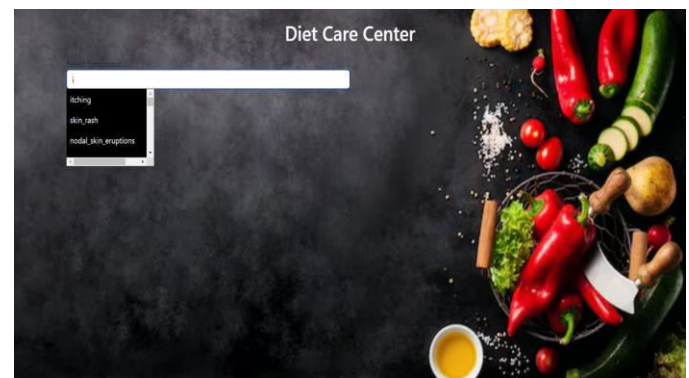 Diet Care Center
i
itching
skin_rash
nodal_skin_eruptions